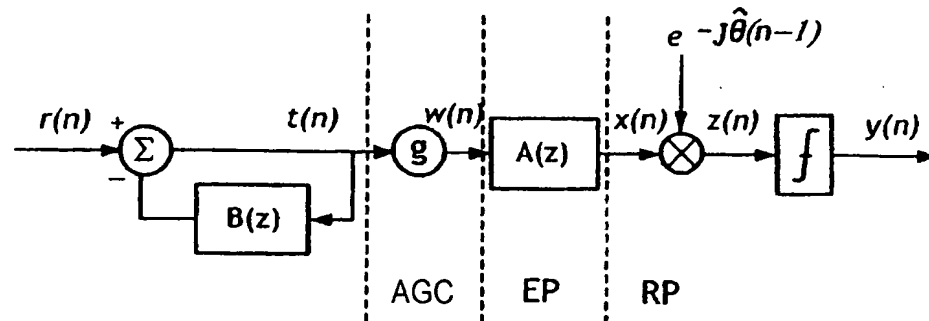 e -jθ̂(n-1)
r(n) + t(n) w(n) x(n) z(n) y(n)
Σ g A(z) ʃ
−
B(z)
AGC EP RP